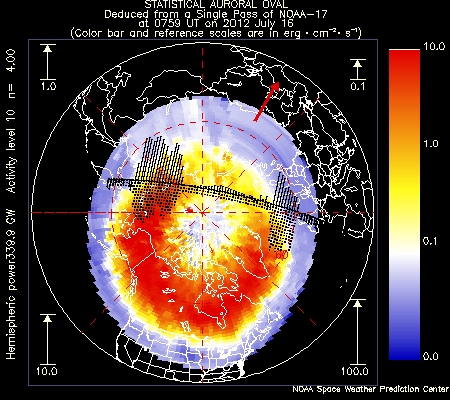 STATISTICAL AURORAL OVAL
Deduced from a Single Pass of NOAA-17
at 0759 UT on 2012 July 16
(Color bar and reference scales are in erg · cm⁻² · s⁻¹)
Hemispheric power339.9 GW Activity level 10 n= 4.00
1.0
0.1
10.0
100.0
00
10.0
1.0
0.1
0.0
NOAA Space Weather Prediction Center